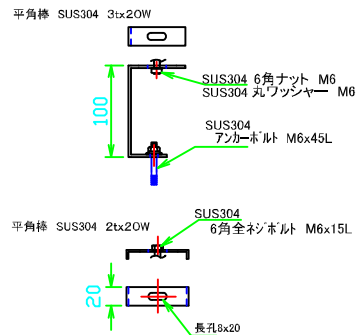 平角棒 SUS304 3tx20W
SUS304 6角ナット M6
SUS304 丸ワッシャー M6
100
SUS304
アンカーボルト M6x45L
平角棒 SUS304 2tx20W
SUS304
6角全ネジボルト M6x15L
20
長孔8x20